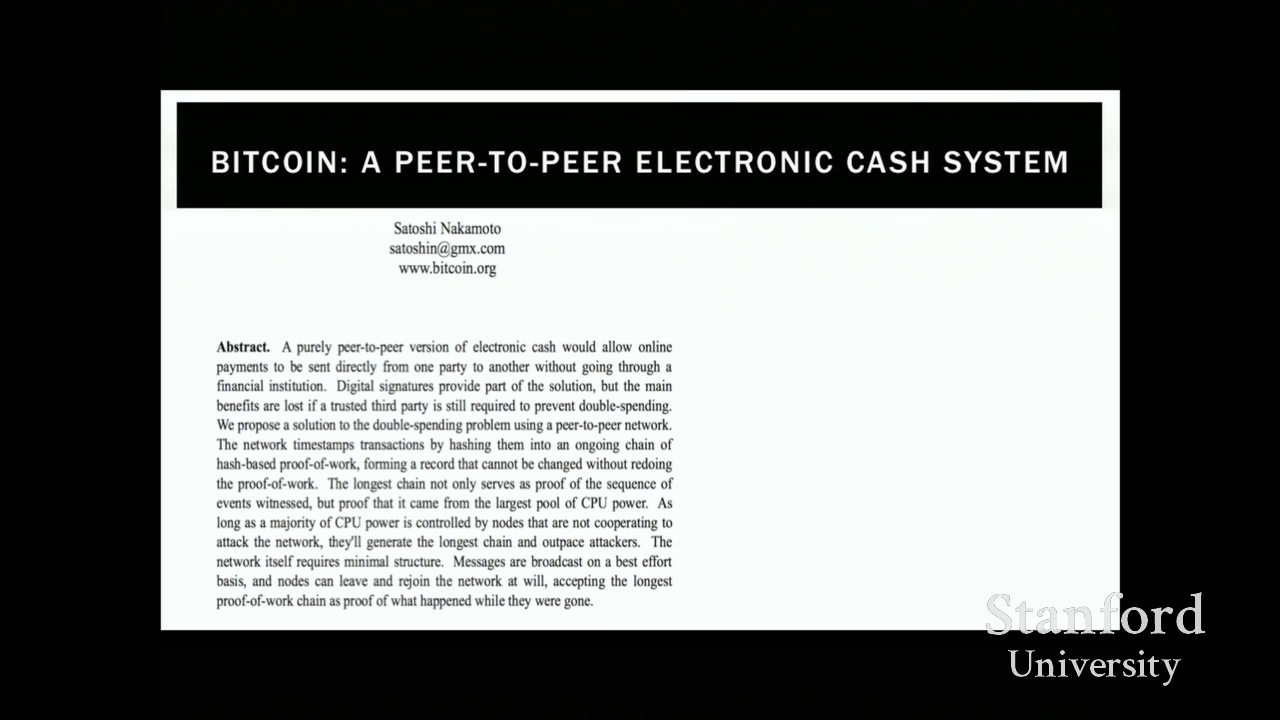 BITCOIN: A PEER-TO-PEER ELECTRONIC CASH SYSTEM
Satoshi Nakamoto
satoshin@gmx.com
www.bitcoin.org
Abstract. A purely peer-to-peer version of electronic cash would allow online
payments to be sent directly from one party to another without going through a
financial institution. Digital signatures provide part of the solution, but the main
benefits are lost if a trusted third party is still required to prevent double-spending.
We propose a solution to the double-spending problem using a peer-to-peer network.
The network timestamps transactions by hashing them into an ongoing chain of
hash-based proof-of-work, forming a record that cannot be changed without redoing
the proof-of-work. The longest chain not only serves as proof of the sequence of
events witnessed, but proof that it came from the largest pool of CPU power. As
long as a majority of CPU power is controlled by nodes that are not cooperating to
attack the network, they'll generate the longest chain and outpace attackers. The
network itself requires minimal structure. Messages are broadcast on a best effort
basis, and nodes can leave and rejoin the network at will, accepting the longest
proof-of-work chain as proof of what happened while they were gone.
Stanford
University